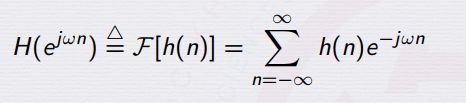 H(e^{jωn}) ≜ F[h(n)] = ∑_{n=-∞}^{∞} h(n)e^{-jωn}